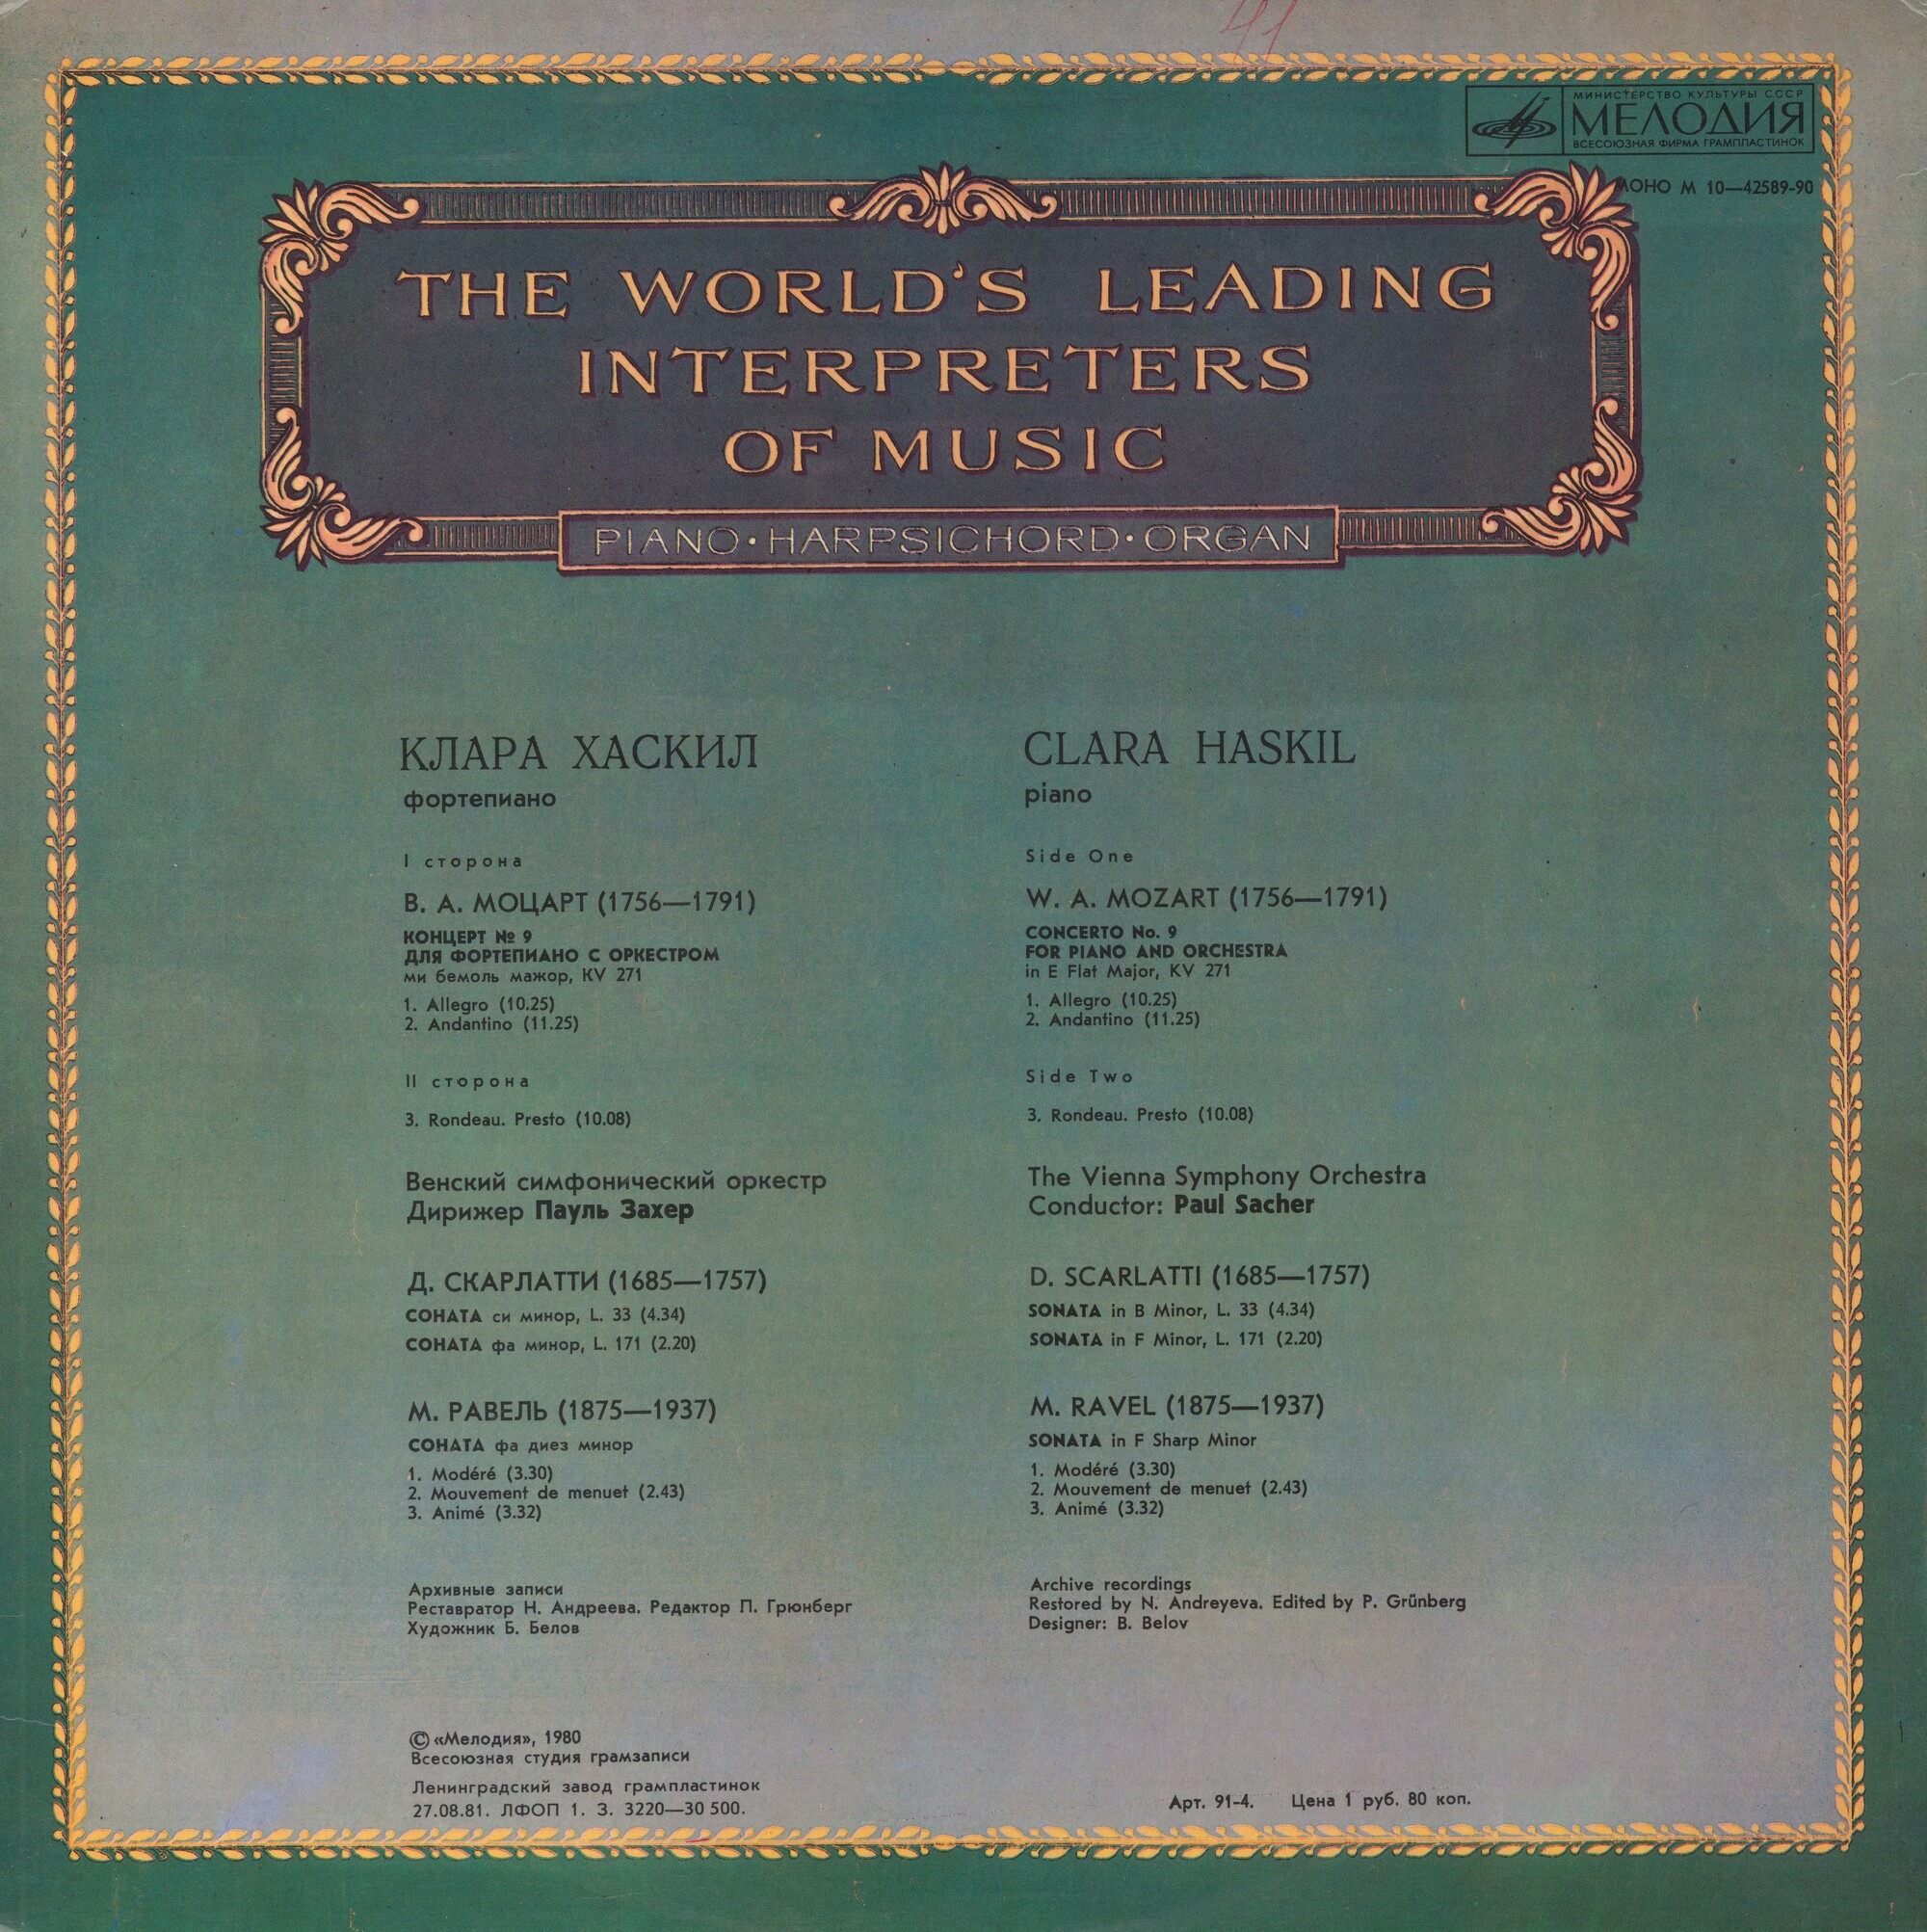 41
МИНИСТЕРСТВО КУЛЬТУРЫ СССР
МЕЛОДИЯ
ВСЕСОЮЗНАЯ ФИРМА ГРАМПЛАСТИНОК
МОНО М 10—42589-90
THE WORLD'S LEADING
INTERPRETERS
OF MUSIC
PIANO·HARPSICHORD·ORGAN
КЛАРА ХАСКИЛ
фортепиано
I сторона
В. А. МОЦАРТ (1756—1791)
КОНЦЕРТ № 9
ДЛЯ ФОРТЕПИАНО С ОРКЕСТРОМ
ми бемоль мажор, KV 271
1. Allegro (10.25)
2. Andantino (11.25)
II сторона
3. Rondeau. Presto (10.08)
Венский симфонический оркестр
Дирижер Пауль Захер
Д. СКАРЛАТТИ (1685—1757)
СОНАТА си минор, L. 33 (4.34)
СОНАТА фа минор, L. 171 (2.20)
М. РАВЕЛЬ (1875—1937)
СОНАТА фа диез минор
1. Modéré (3.30)
2. Mouvement de menuet (2.43)
3. Animé (3.32)
Архивные записи
Реставратор Н. Андреева. Редактор П. Грюнберг
Художник Б. Белов
© «Мелодия», 1980
Всесоюзная студия грамзаписи
Ленинградский завод грампластинок
27.08.81. ЛФОП 1. З. 3220—30 500.
CLARA HASKIL
piano
Side One
W. A. MOZART (1756—1791)
CONCERTO No. 9
FOR PIANO AND ORCHESTRA
in E Flat Major, KV 271
1. Allegro (10.25)
2. Andantino (11.25)
Side Two
3. Rondeau. Presto (10.08)
The Vienna Symphony Orchestra
Conductor: Paul Sacher
D. SCARLATTI (1685—1757)
SONATA in B Minor, L. 33 (4.34)
SONATA in F Minor, L. 171 (2.20)
M. RAVEL (1875—1937)
SONATA in F Sharp Minor
1. Modéré (3.30)
2. Mouvement de menuet (2.43)
3. Animé (3.32)
Archive recordings
Restored by N. Andreyeva. Edited by P. Grünberg
Designer: B. Belov
Арт. 91-4. Цена 1 руб. 80 коп.